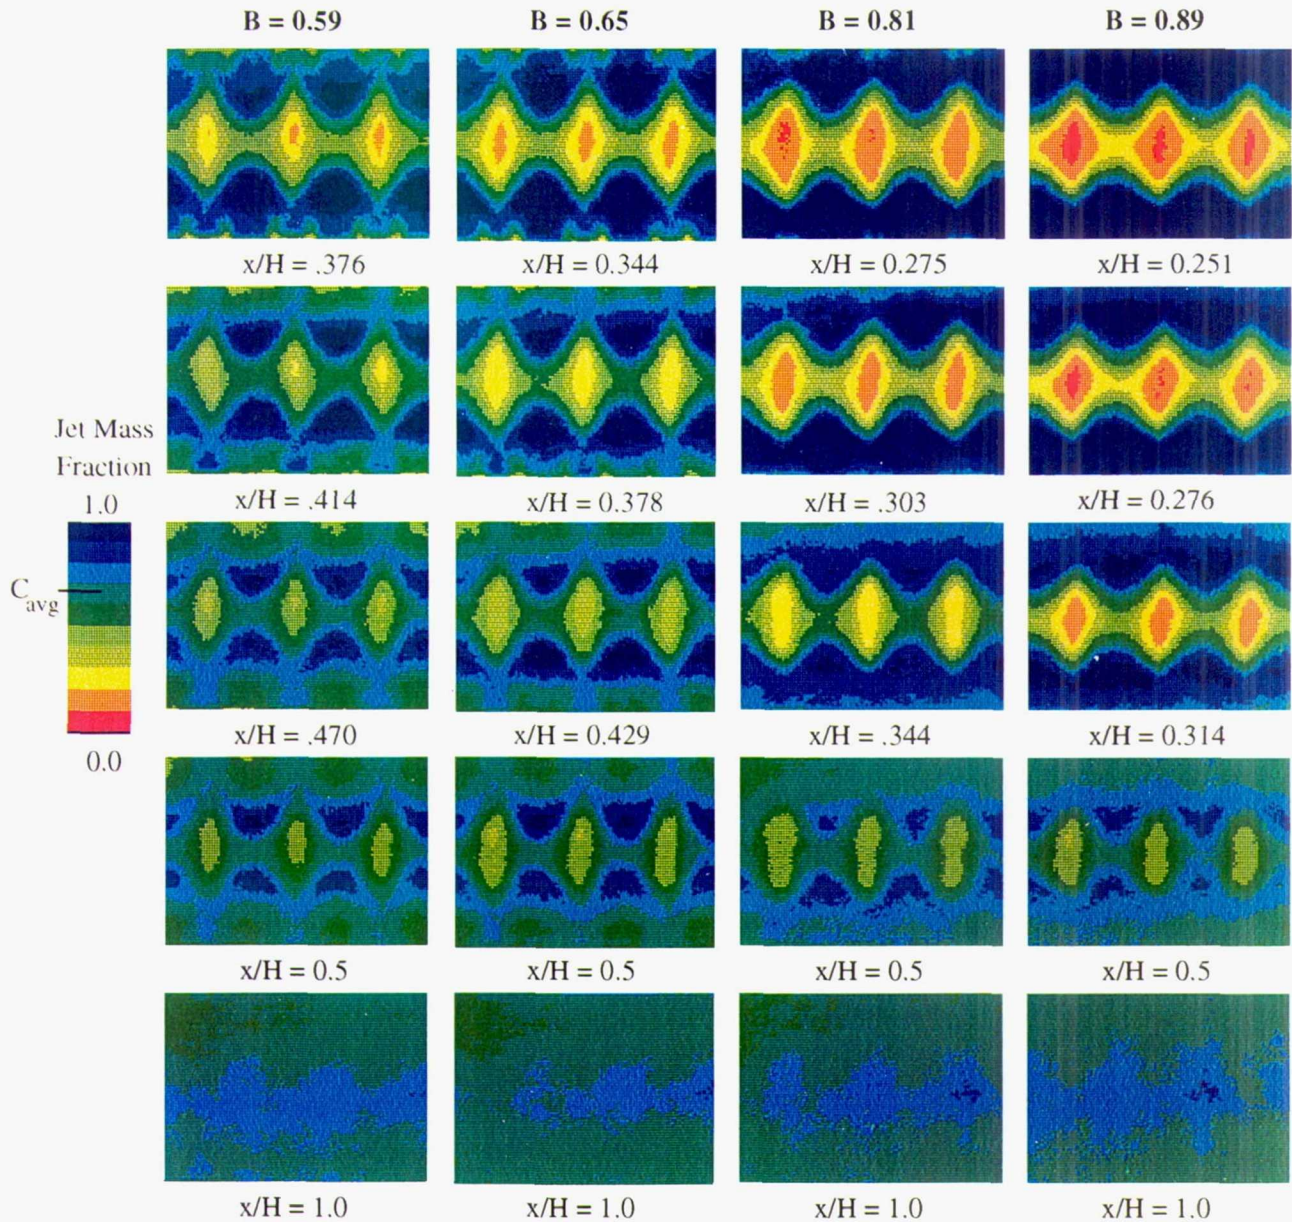 B = 0.59 B = 0.65 B = 0.81 B = 0.89
x/H = .376 x/H = 0.344 x/H = 0.275 x/H = 0.251
Jet Mass
Fraction
1.0
C avg
0.0
x/H = .414 x/H = 0.378 x/H = .303 x/H = 0.276
x/H = .470 x/H = 0.429 x/H = .344 x/H = 0.314
x/H = 0.5 x/H = 0.5 x/H = 0.5 x/H = 0.5
x/H = 1.0 x/H = 1.0 x/H = 1.0 x/H = 1.0